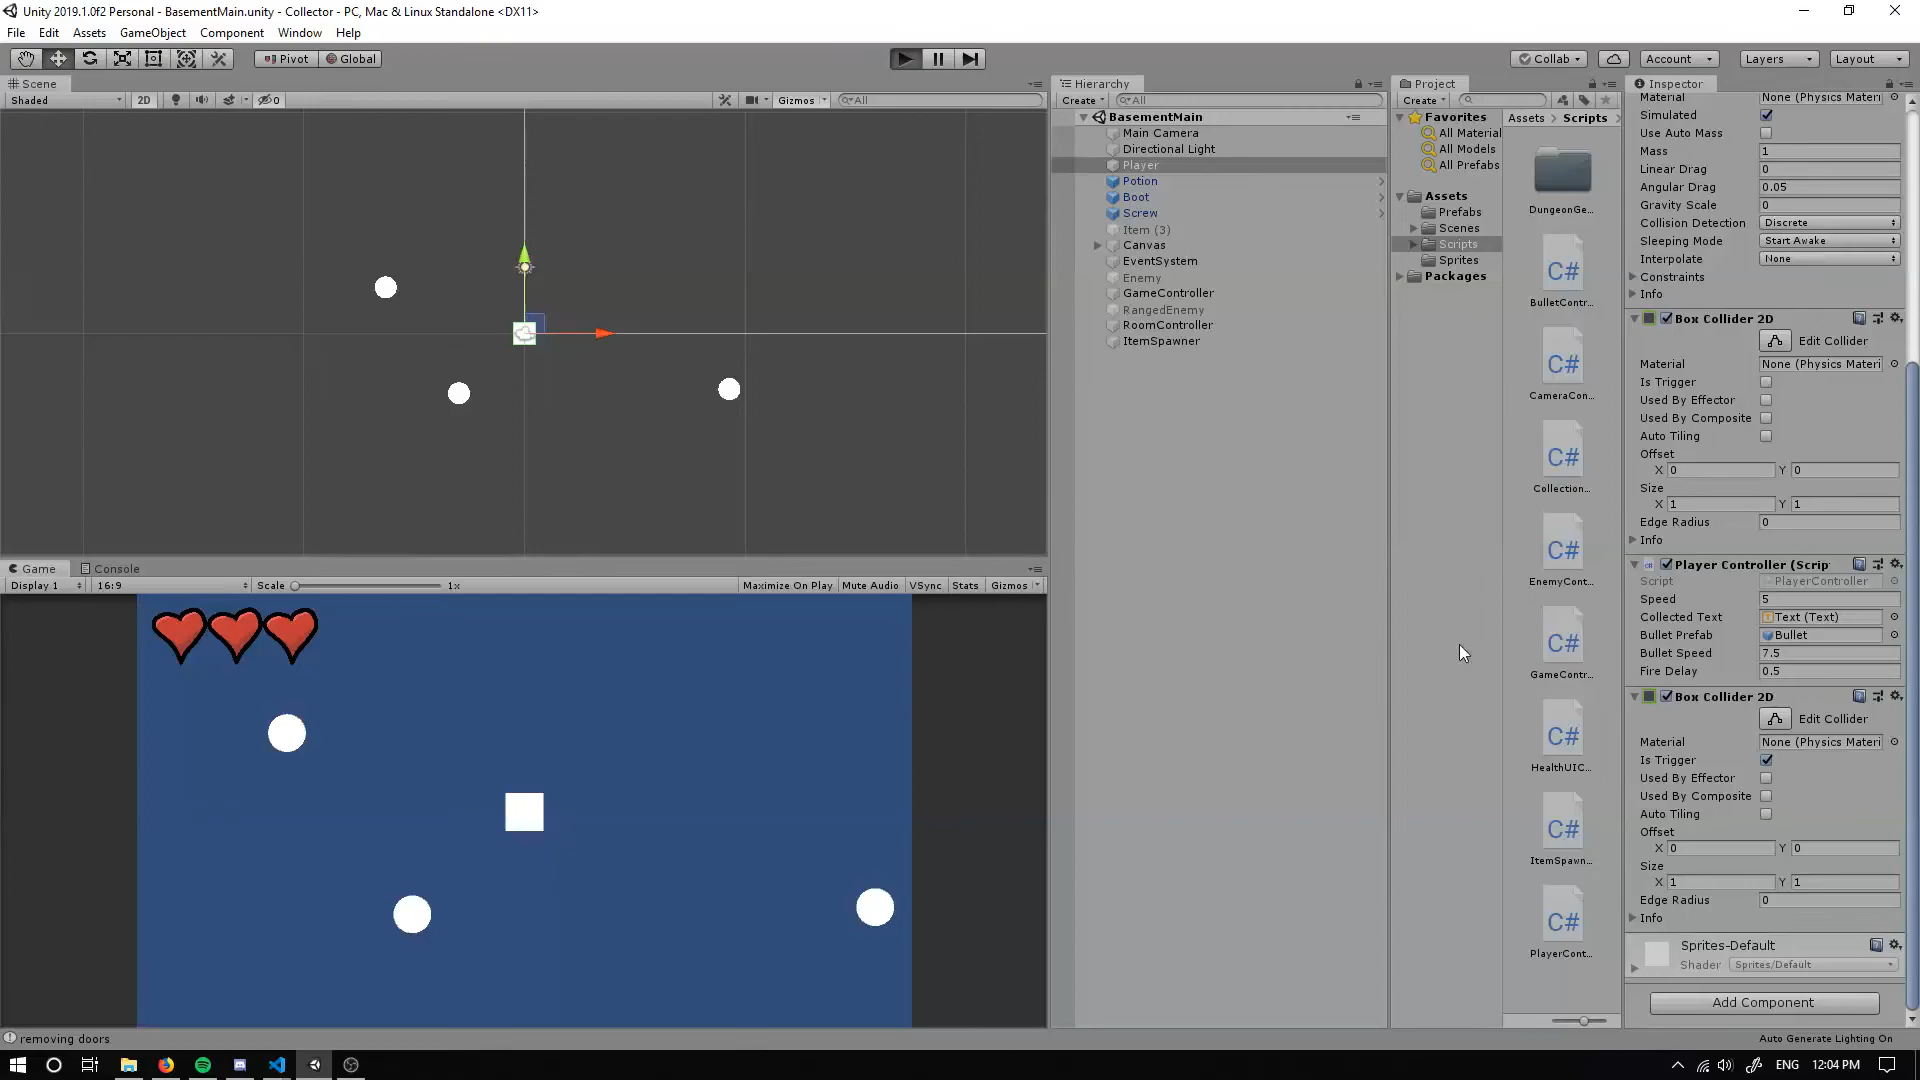 Unity 2019.1.0f2 Personal - BasementMain.unity - Collector - PC, Mac & Linux Standalone <DX11>
File Edit Assets GameObject Component Window Help
Pivot Global Collab Account Layers Layout
Scene
Shaded 2D 0 Gizmos All
Game Console
Display 1 16:9 Scale 1x Maximize On Play Mute Audio VSync Stats Gizmos
Hierarchy
Create All
BasementMain
Main Camera
Directional Light
Player
Potion
Boot
Screw
Item (3)
Canvas
EventSystem
Enemy
GameController
RangedEnemy
RoomController
ItemSpawner
Project
Create
Favorites
All Material
All Models
All Prefabs
Assets
Prefabs
Scenes
Scripts
Sprites
Packages
Assets > Scripts >
DungeonGe...
C#
BulletContr...
C#
CameraCon...
C#
Collection...
C#
EnemyCont...
C#
GameContr...
C#
HealthUIC...
C#
ItemSpawn...
C#
PlayerCont...
Inspector
Material None (Physics Materi
Simulated
Use Auto Mass
Mass 1
Linear Drag 0
Angular Drag 0.05
Gravity Scale 0
Collision Detection Discrete
Sleeping Mode Start Awake
Interpolate None
Constraints
Info
Box Collider 2D
Edit Collider
Material None (Physics Materi
Is Trigger
Used By Effector
Used By Composite
Auto Tiling
Offset
X 0 Y 0
Size
X 1 Y 1
Edge Radius 0
Info
Player Controller (Scrip
Script PlayerController
Speed 5
Collected Text Text (Text)
Bullet Prefab Bullet
Bullet Speed 7.5
Fire Delay 0.5
Box Collider 2D
Edit Collider
Material None (Physics Materi
Is Trigger
Used By Effector
Used By Composite
Auto Tiling
Offset
X 0 Y 0
Size
X 1 Y 1
Edge Radius 0
Info
Sprites-Default
Shader Sprites/Default
Add Component
removing doors
Auto Generate Lighting On
ENG 12:04 PM